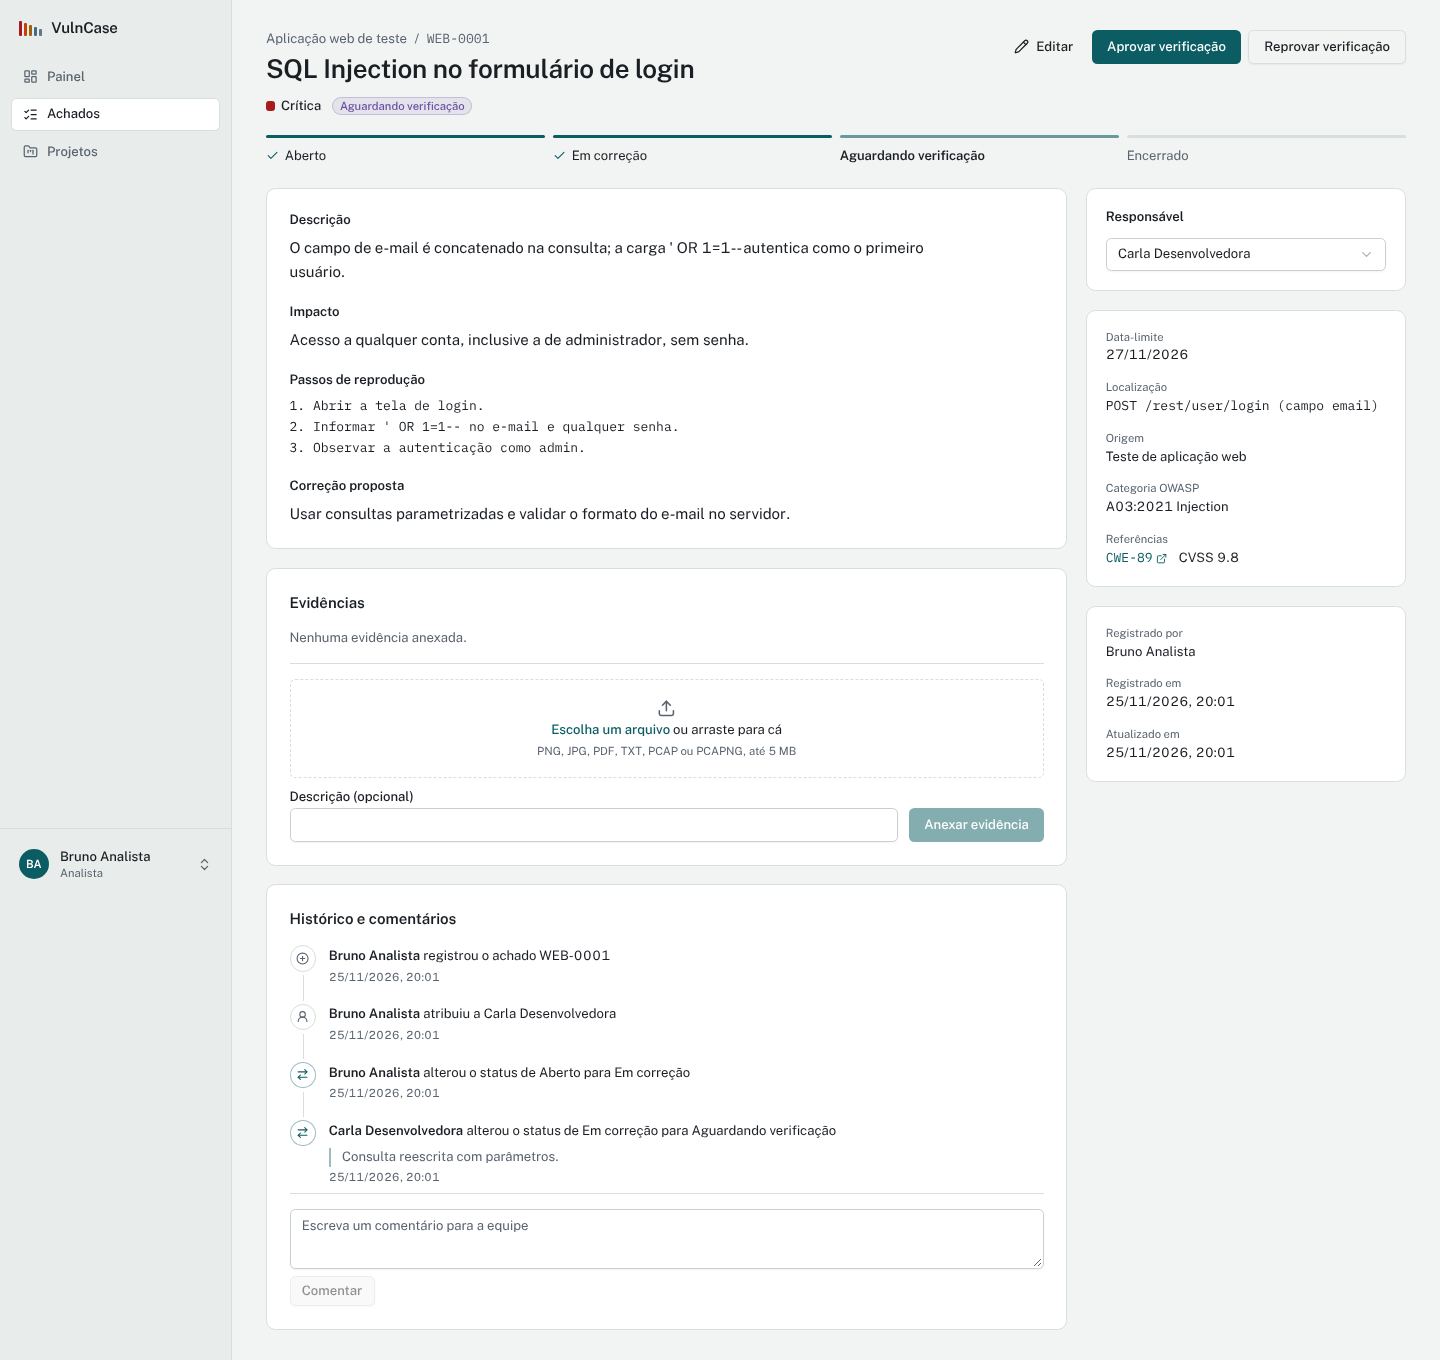 VulnCase
Painel
Achados
Projetos
BA
Bruno Analista
Analista
Aplicação web de teste / WEB-0001
SQL Injection no formulário de login
Crítica
Aguardando verificação
Editar
Aprovar verificação
Reprovar verificação
Aberto
Em correção
Aguardando verificação
Encerrado
Descrição
O campo de e-mail é concatenado na consulta; a carga ' OR 1=1-- autentica como o primeiro
usuário.
Impacto
Acesso a qualquer conta, inclusive a de administrador, sem senha.
Passos de reprodução
1. Abrir a tela de login.
2. Informar ' OR 1=1-- no e-mail e qualquer senha.
3. Observar a autenticação como admin.
Correção proposta
Usar consultas parametrizadas e validar o formato do e-mail no servidor.
Evidências
Nenhuma evidência anexada.
Escolha um arquivo ou arraste para cá
PNG, JPG, PDF, TXT, PCAP ou PCAPNG, até 5 MB
Descrição (opcional)
Anexar evidência
Histórico e comentários
Bruno Analista registrou o achado WEB-0001
25/11/2026, 20:01
Bruno Analista atribuiu a Carla Desenvolvedora
25/11/2026, 20:01
Bruno Analista alterou o status de Aberto para Em correção
25/11/2026, 20:01
Carla Desenvolvedora alterou o status de Em correção para Aguardando verificação
Consulta reescrita com parâmetros.
25/11/2026, 20:01
Escreva um comentário para a equipe
Comentar
Responsável
Carla Desenvolvedora
Data-limite
27/11/2026
Localização
POST /rest/user/login (campo email)
Origem
Teste de aplicação web
Categoria OWASP
A03:2021 Injection
Referências
CWE-89 CVSS 9.8
Registrado por
Bruno Analista
Registrado em
25/11/2026, 20:01
Atualizado em
25/11/2026, 20:01